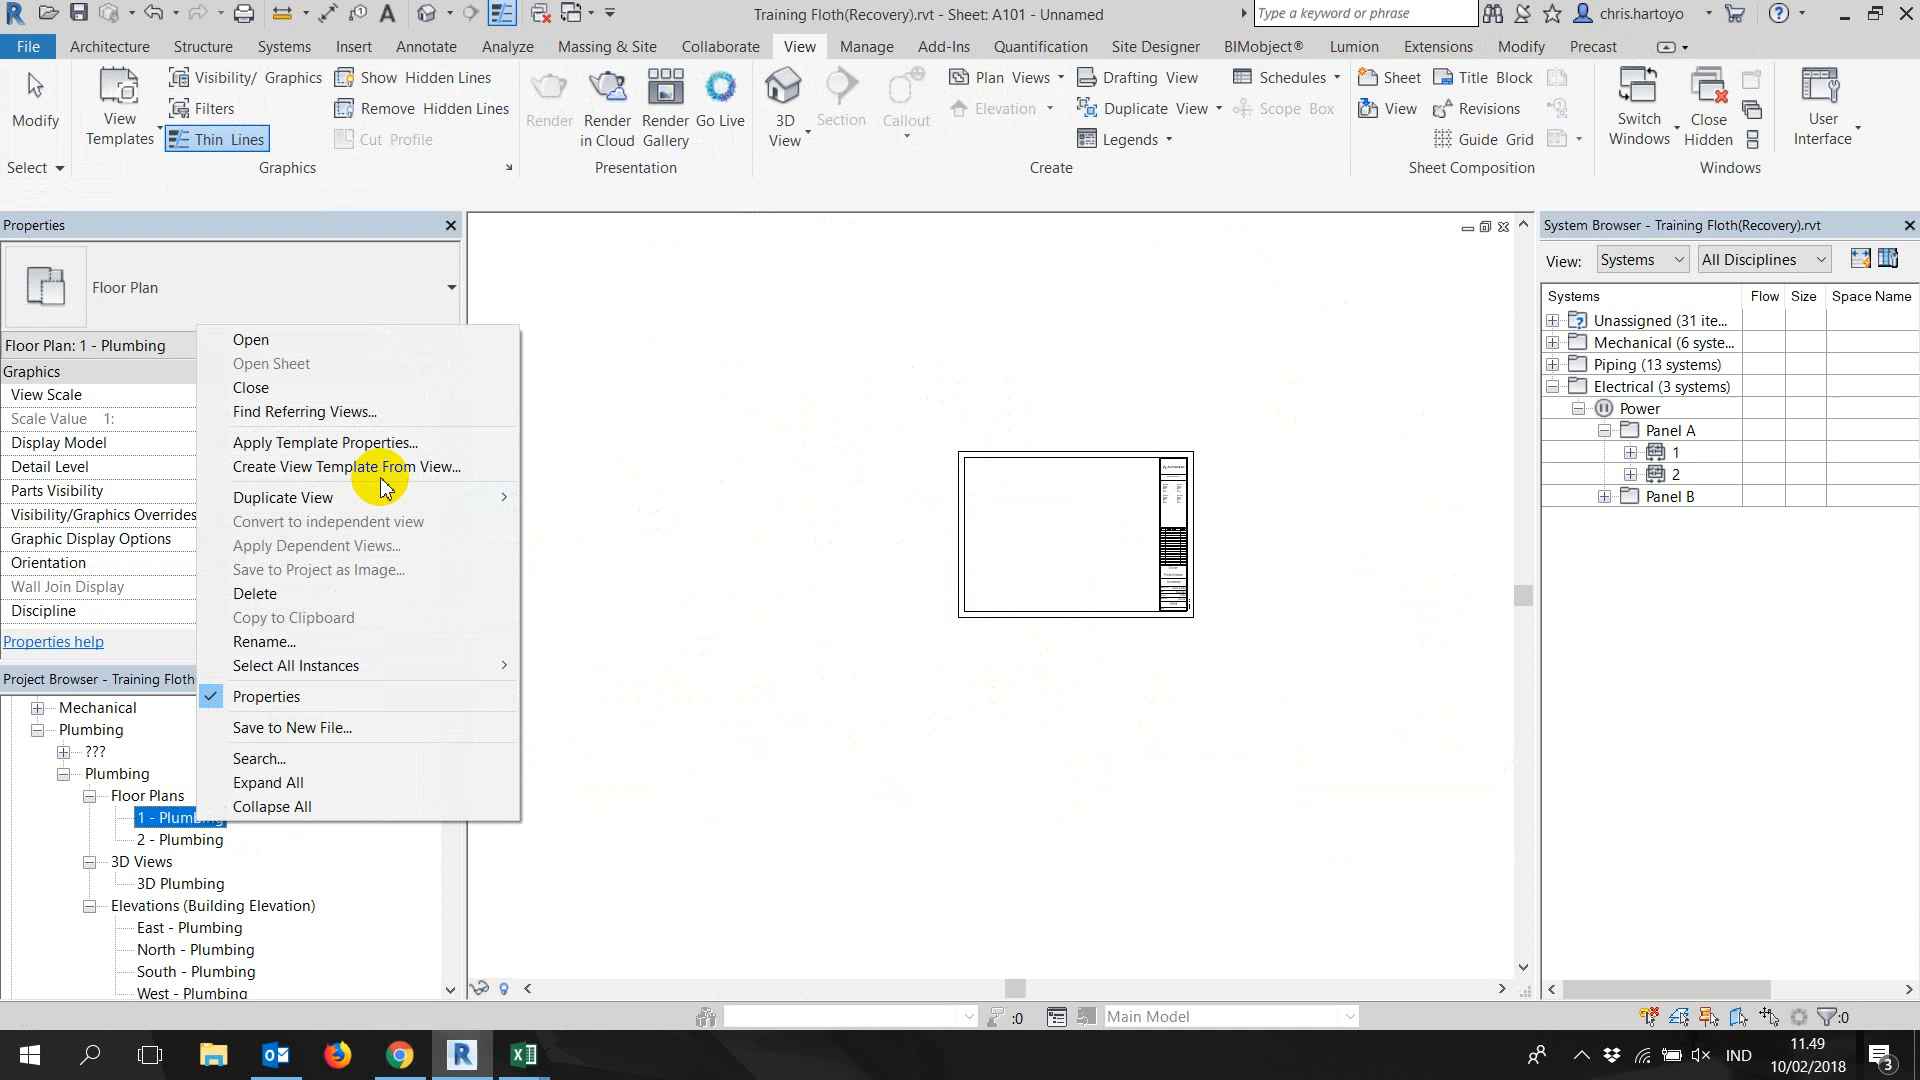 Training Floth(Recovery).rvt - Sheet: A101 - Unnamed
Type a keyword or phrase
chris.hartoyo
File Architecture Structure Systems Insert Annotate Analyze Massing & Site Collaborate View Manage Add-Ins Quantification Site Designer BIMobject® Lumion Extensions Modify Precast
Modify
View
Templates
Visibility/ Graphics
Filters
Thin Lines
Show Hidden Lines
Remove Hidden Lines
Cut Profile
Render
Render
in Cloud
Render
Gallery
Go Live
3D
View
Section
Callout
Plan Views
Elevation
Drafting View
Duplicate View
Legends
Schedules
Scope Box
Sheet
View
Title Block
Revisions
Guide Grid
Switch
Windows
Close
Hidden
User
Interface
Select
Graphics
Presentation
Create
Sheet Composition
Windows
Properties
Floor Plan
Floor Plan: 1 - Plumbing
Graphics
View Scale
Scale Value 1:
Display Model
Detail Level
Parts Visibility
Visibility/Graphics Overrides
Graphic Display Options
Orientation
Wall Join Display
Discipline
Properties help
Open
Open Sheet
Close
Find Referring Views...
Apply Template Properties...
Create View Template From View...
Duplicate View
Convert to independent view
Apply Dependent Views...
Save to Project as Image...
Delete
Copy to Clipboard
Rename...
Select All Instances
Properties
Save to New File...
Search...
Expand All
Collapse All
Project Browser - Training Floth
Mechanical
Plumbing
???
Plumbing
Floor Plans
1 - Plumbing
2 - Plumbing
3D Views
3D Plumbing
Elevations (Building Elevation)
East - Plumbing
North - Plumbing
South - Plumbing
West - Plumbing
System Browser - Training Floth(Recovery).rvt
View: Systems All Disciplines
Systems Flow Size Space Name
Unassigned (31 ite...
Mechanical (6 syste...
Piping (13 systems)
Electrical (3 systems)
Power
Panel A
1
2
Panel B
:0
Main Model
:0
IND
11.49
10/02/2018
3